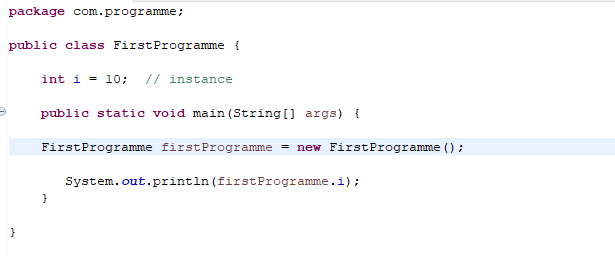 package com.programme;
public class FirstProgramme {
int i = 10;  // instance
public static void main(String[] args) {
FirstProgramme firstProgramme = new FirstProgramme();
System.out.println(firstProgramme.i);
}
}